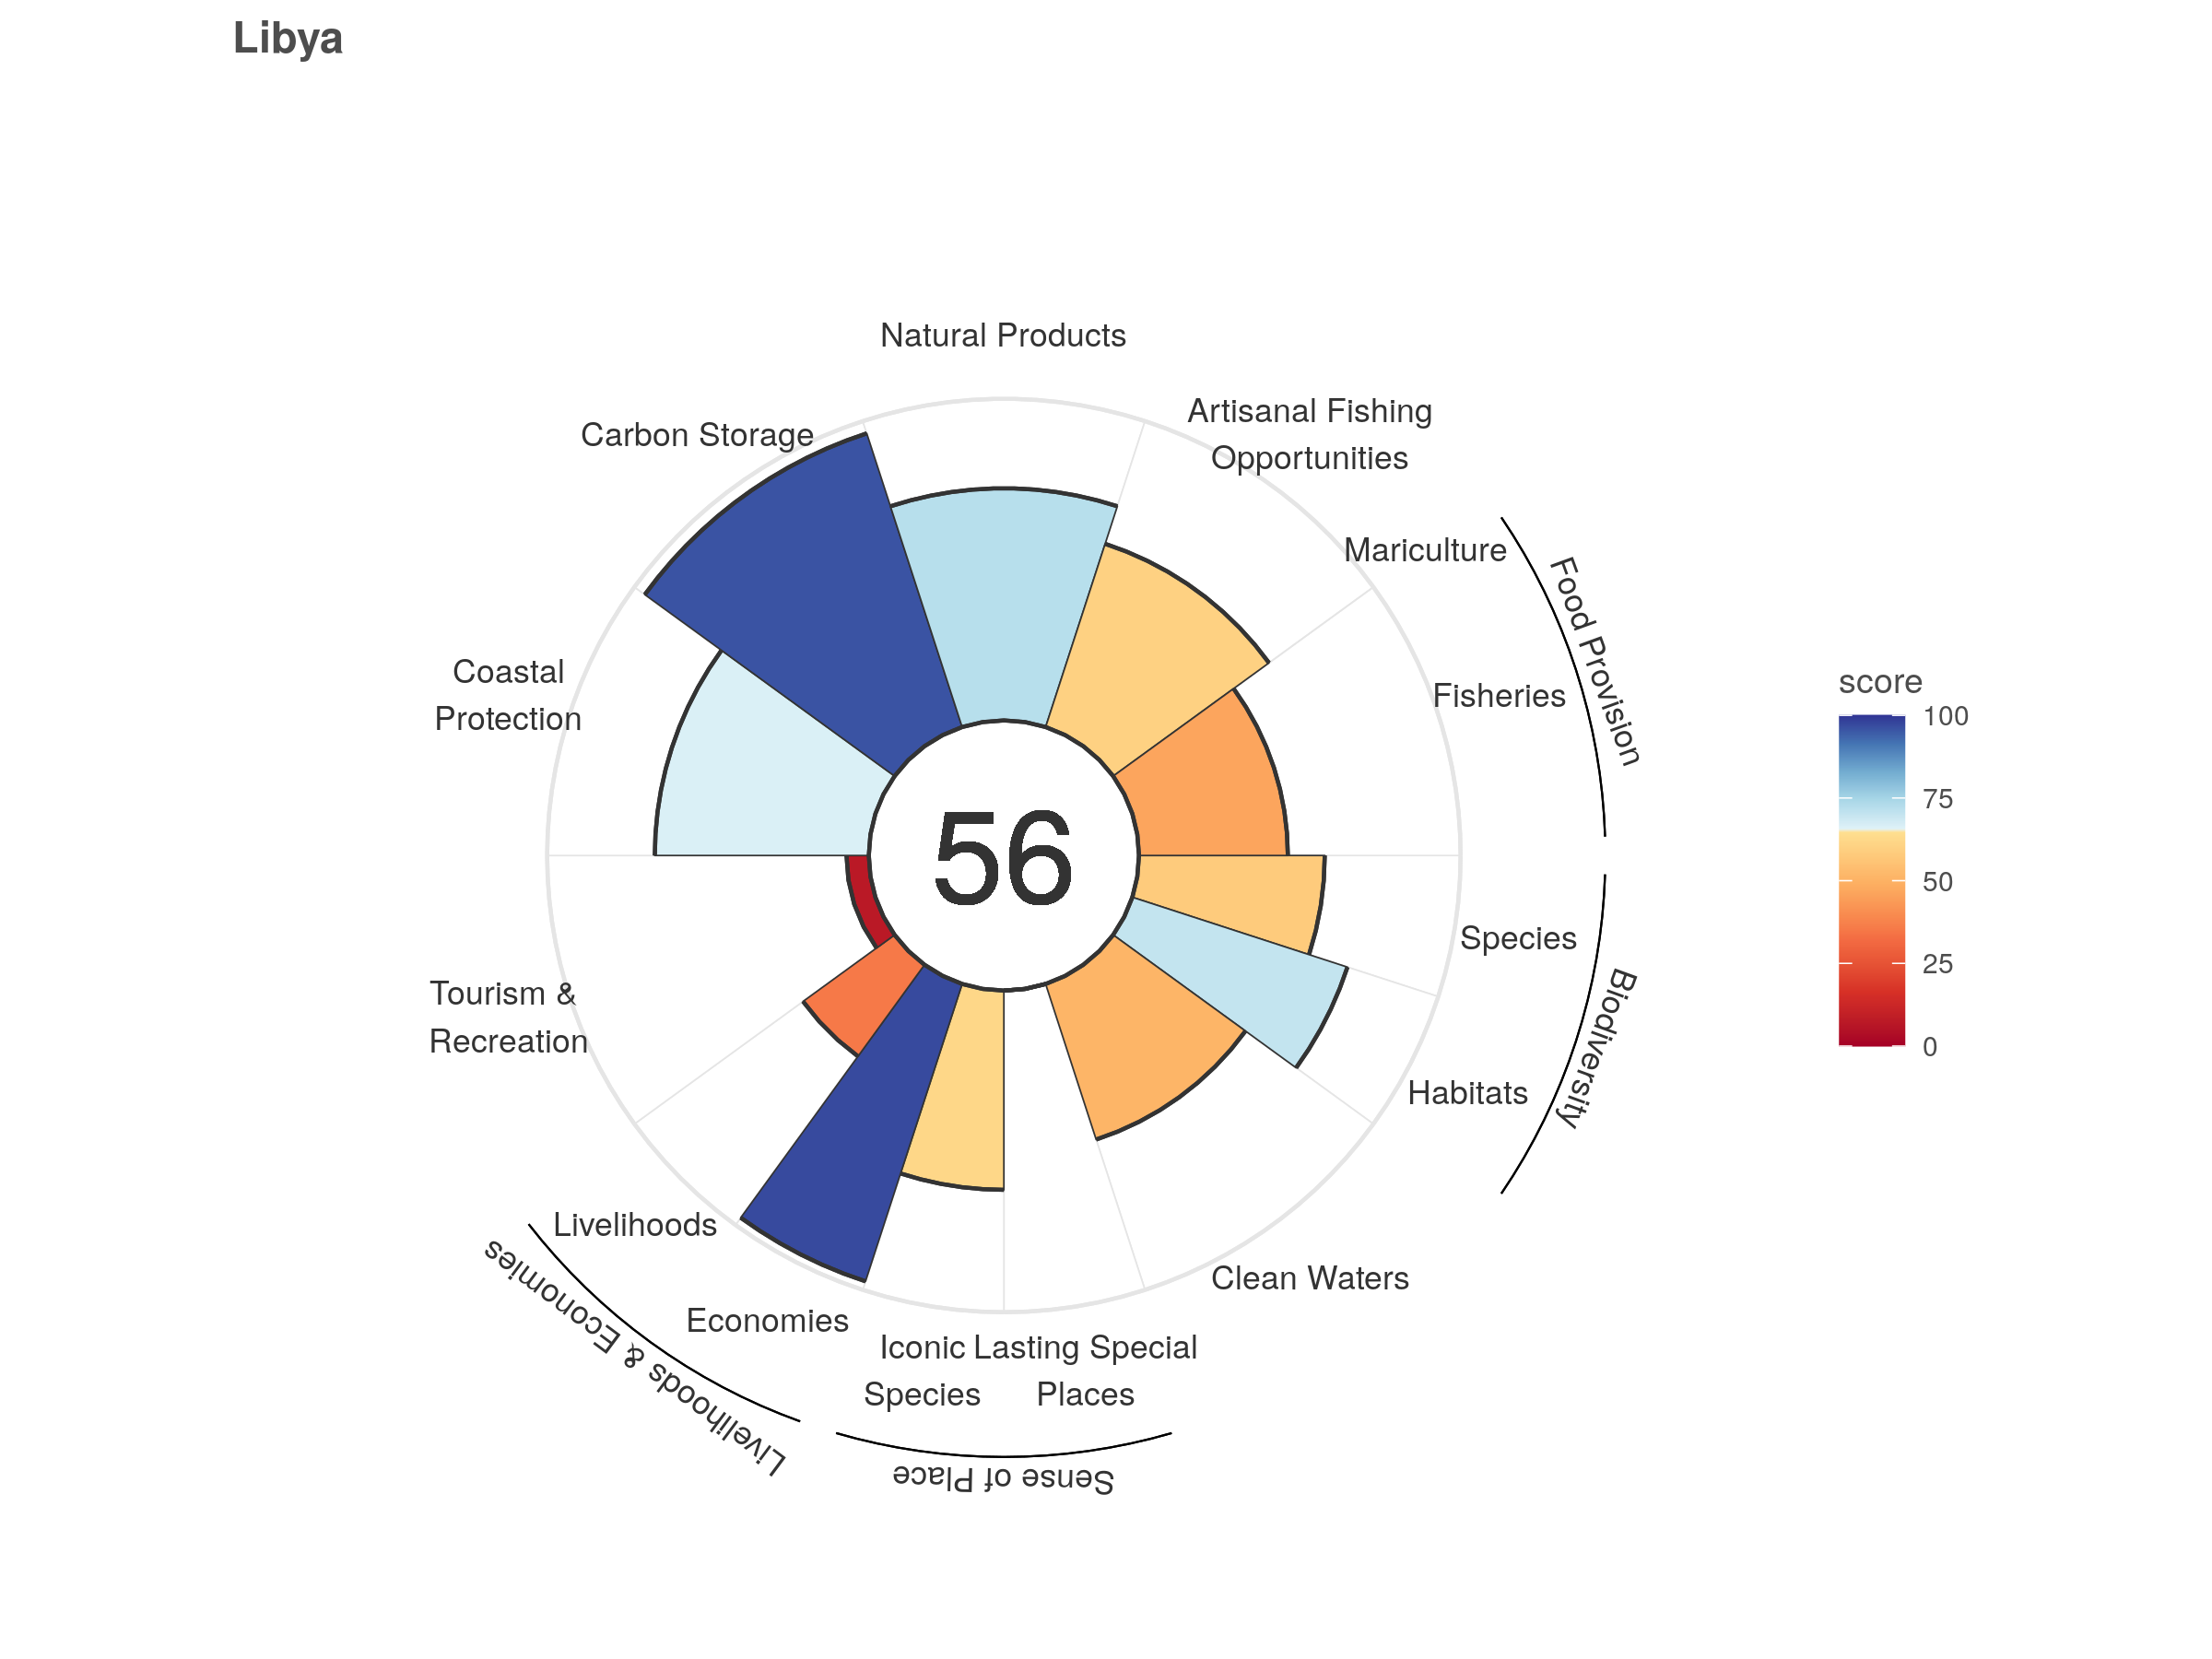 Libya
Natural Products
Artisanal Fishing
Opportunities
Carbon Storage
Mariculture
Food Provision
Fisheries
Coastal
Protection
score
100
75
50
25
0
56
Species
Biodiversity
Tourism &
Recreation
Habitats
Livelihoods
Clean Waters
Economies
Livelihoods & Economies
Iconic
Species
Lasting Special
Places
Sense of Place